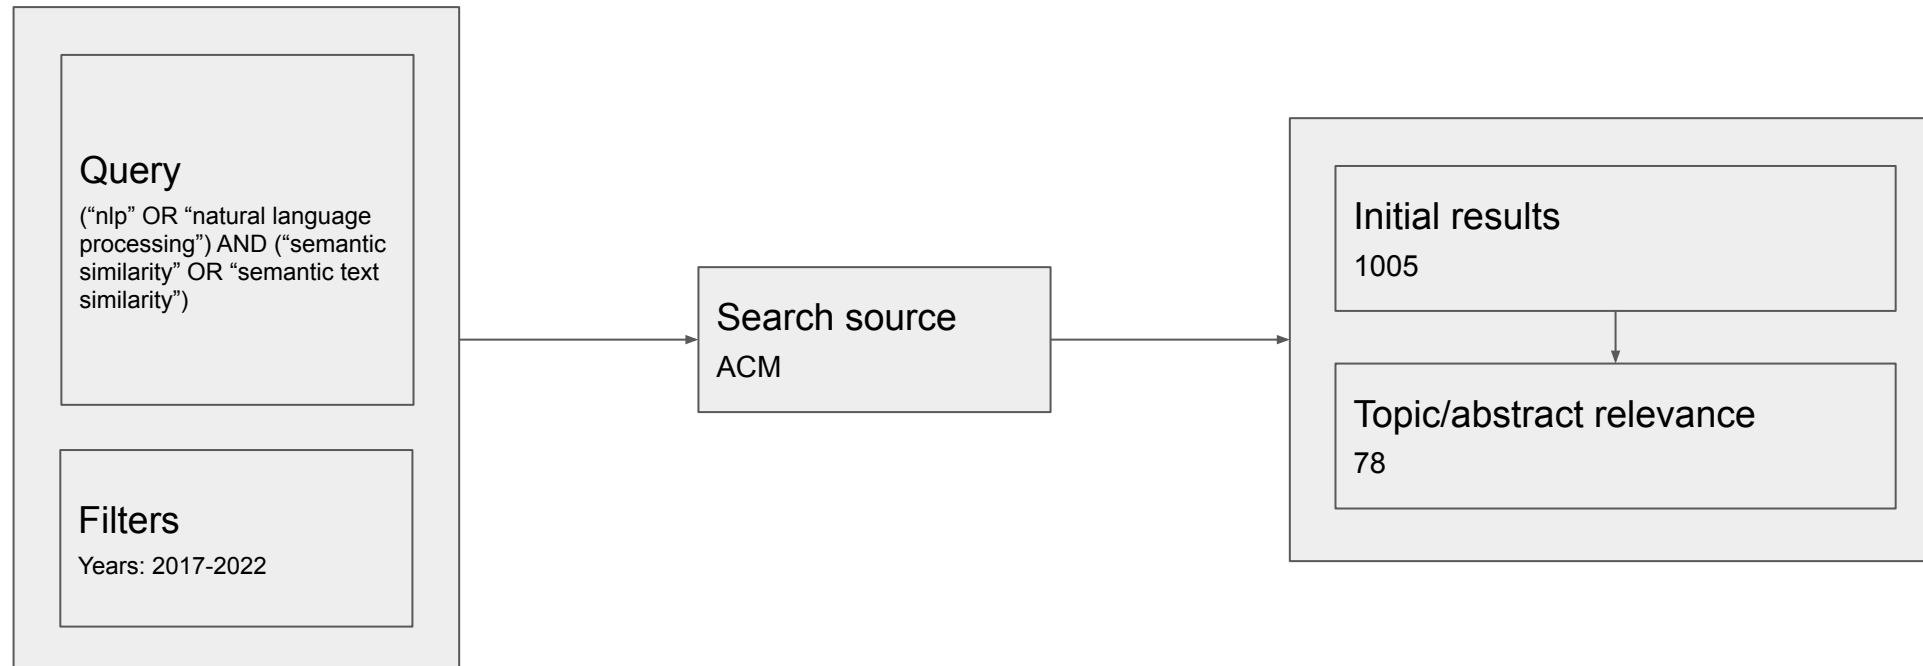 Query
(“nlp” OR “natural language
processing”) AND (“semantic
similarity” OR “semantic text
similarity”)
Filters
Years: 2017-2022
Search source
ACM
Initial results
1005
Topic/abstract relevance
78